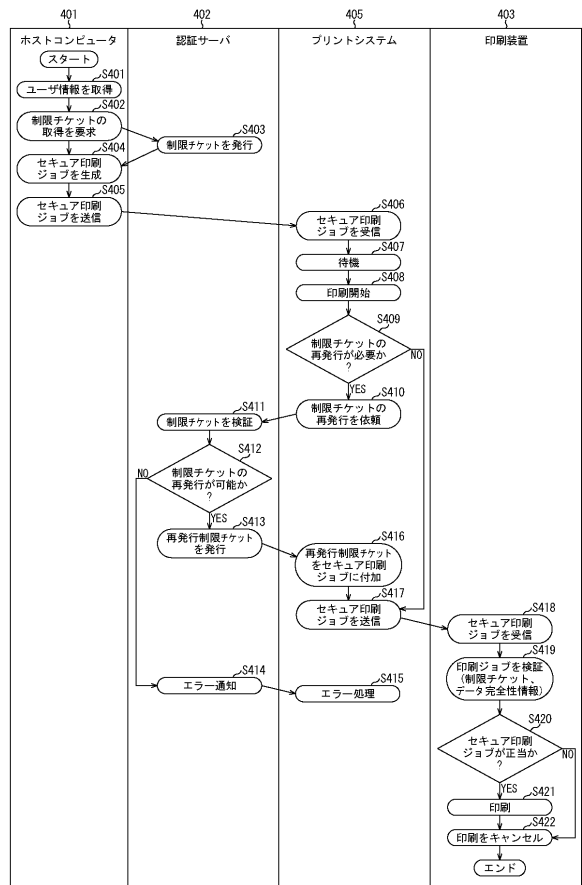 401
402
405
403
ホストコンピュータ
認証サーバ
プリントシステム
印刷装置
スタート
S401
ユーザ情報を取得
S402
制限チケットの
取得を要求
S403
制限チケットを発行
S404
セキュア印刷
ジョブを生成
S405
セキュア印刷
ジョブを送信
S406
セキュア印刷
ジョブを受信
S407
待機
S408
印刷開始
S409
制限チケットの
再発行が必要か
?
NO
YES
S410
制限チケットの
再発行を依頼
S411
制限チケットを検証
S412
制限チケットの
再発行が可能か
?
NO
YES
S413
再発行制限チケット
を発行
S416
再発行制限チケット
をセキュア印刷
ジョブに付加
S417
セキュア印刷
ジョブを送信
S418
セキュア印刷
ジョブを受信
S419
印刷ジョブを検証
(制限チケット、
データ完全性情報)
S414
エラー通知
S415
エラー処理
S420
セキュア印刷
ジョブが正当か
?
NO
YES
S421
印刷
S422
印刷をキャンセル
エンド